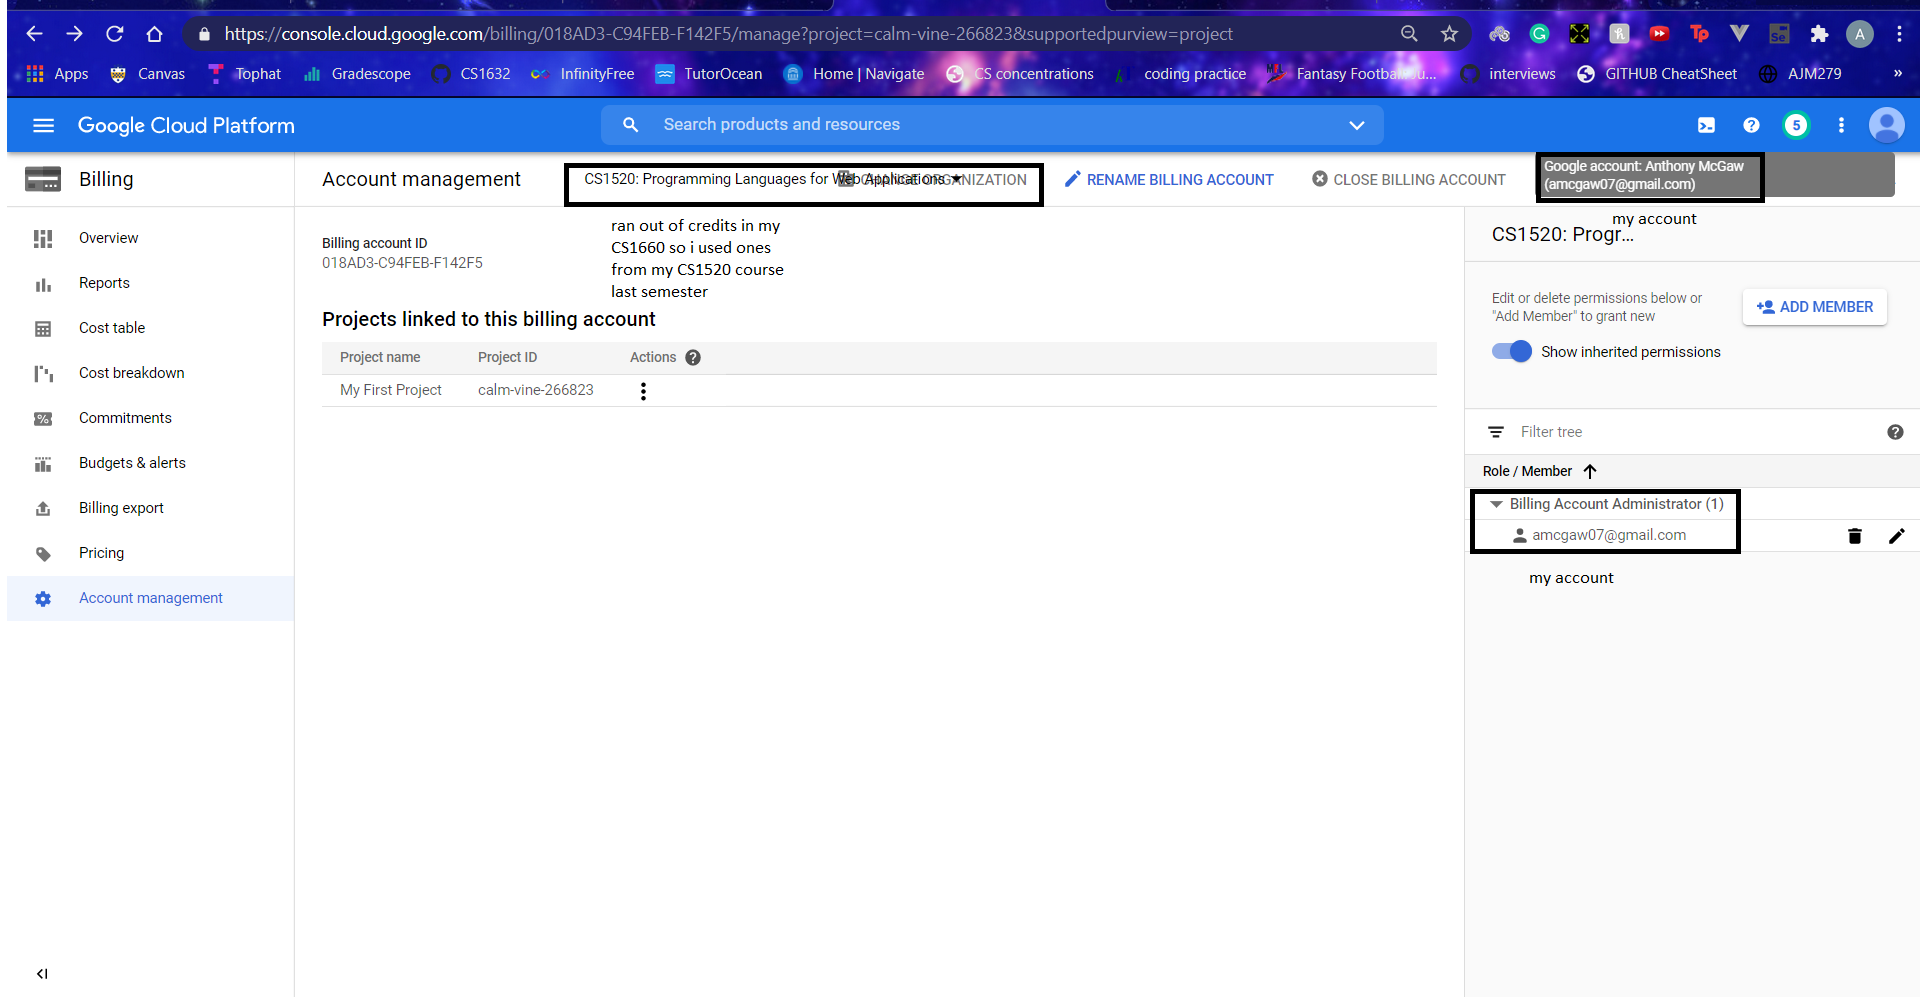 https://console.cloud.google.com/billing/018AD3-C94FEB-F142F5/manage?project=calm-vine-266823&supportedpurview=project
A
Apps Canvas Tophat Gradescope CS1632 InfinityFree TutorOcean Home | Navigate CS concentrations coding practice Fantasy Football interviews GITHUB CheatSheet AJM279 »
Google Cloud Platform
Search products and resources
5
Billing
Account management
CS1520: Programming Languages for Web Applications
CHANGE ORGANIZATION
RENAME BILLING ACCOUNT
CLOSE BILLING ACCOUNT
Google account: Anthony McGaw
(amcgaw07@gmail.com)
my account
Overview
Reports
Cost table
Cost breakdown
Commitments
Budgets & alerts
Billing export
Pricing
Account management
Billing account ID
018AD3-C94FEB-F142F5
ran out of credits in my
CS1660 so i used ones
from my CS1520 course
last semester
Projects linked to this billing account
Project name Project ID Actions
My First Project calm-vine-266823
CS1520: Progr...
Edit or delete permissions below or
"Add Member" to grant new
ADD MEMBER
Show inherited permissions
Filter tree
Role / Member
Billing Account Administrator (1)
amcgaw07@gmail.com
my account